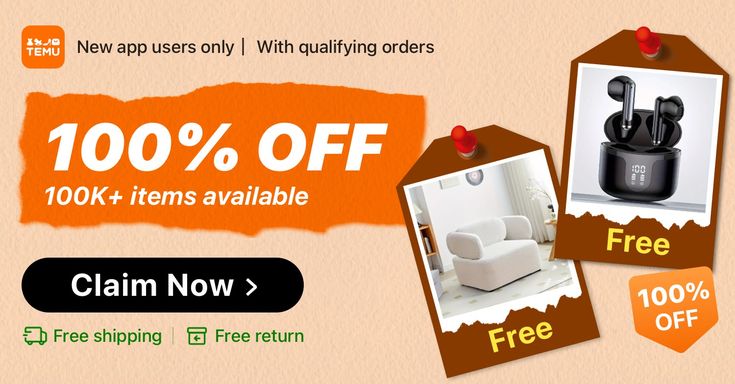 TEMU
New app users only | With qualifying orders
100% OFF
100K+ items available
Claim Now >
Free shipping | Free return
Free
100
Free
100%
OFF